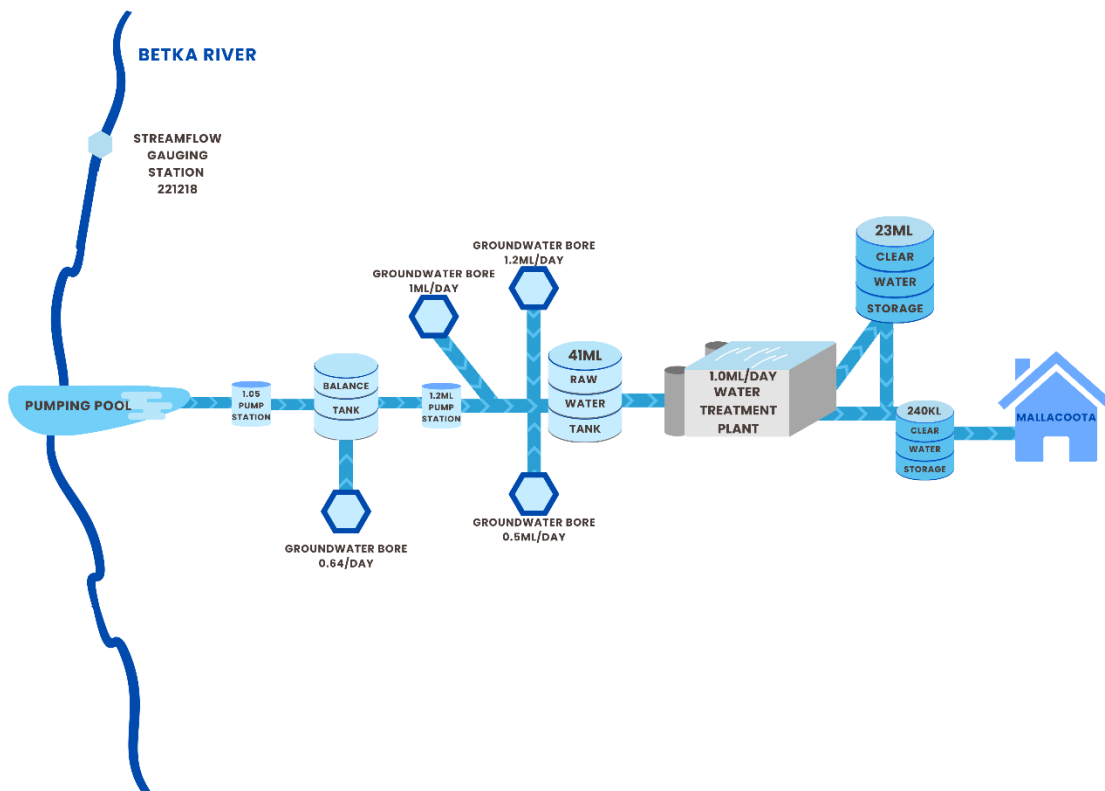 BETKA RIVER
STREAMFLOW
GAUGING
STATION
221218
GROUNDWATER BORE
1.2ML/DAY
GROUNDWATER BORE
1ML/DAY
23ML
CLEAR
WATER
STORAGE
PUMPING POOL
1.05
PUMP
STATION
BALANCE
TANK
1.2ML
PUMP
STATION
41ML
RAW
WATER
TANK
1.0ML/DAY
WATER
TREATMENT
PLANT
240KL
CLEAR
WATER
STORAGE
MALLACOOTA
GROUNDWATER BORE
0.64/DAY
GROUNDWATER BORE
0.5ML/DAY